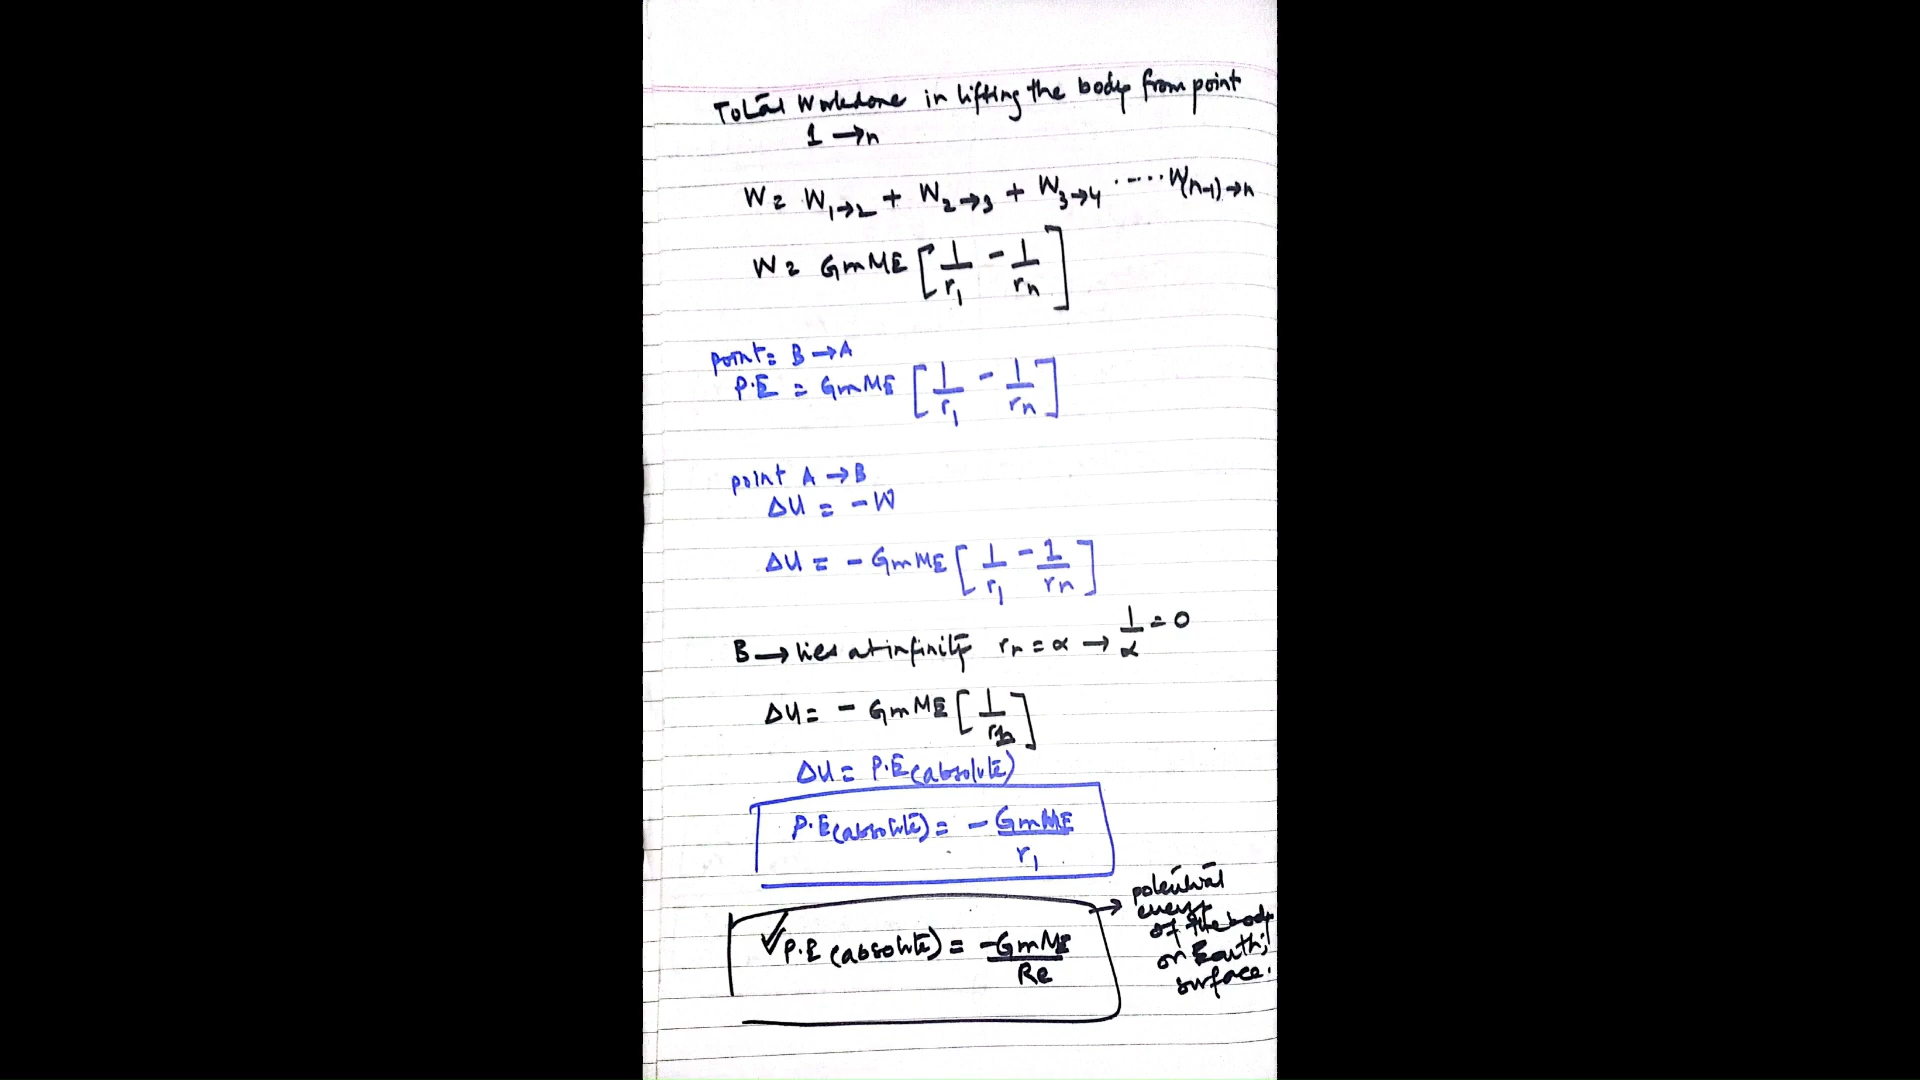 Total Workdone in lifting the body from point
1 → n
W = W₁→₂ + W₂→₃ + W₃→₄ ...... W(n-1)→n
W = GmME [1/r₁ - 1/rn]
point = B → A
P.E = GmME [1/r₁ - 1/rn]
point A → B
ΔU = -W
ΔU = - GmME [1/r₁ - 1/rn]
B → lies at infinity rn = α → 1/α = 0
ΔU = - GmME [1/r₁]
ΔU = P.E(absolute)
P.E(absolute) = - GmME/r₁
✓ P.E (absolute) = -GmME/Re
→ potential
energy
of the body
on Earth's
surface.